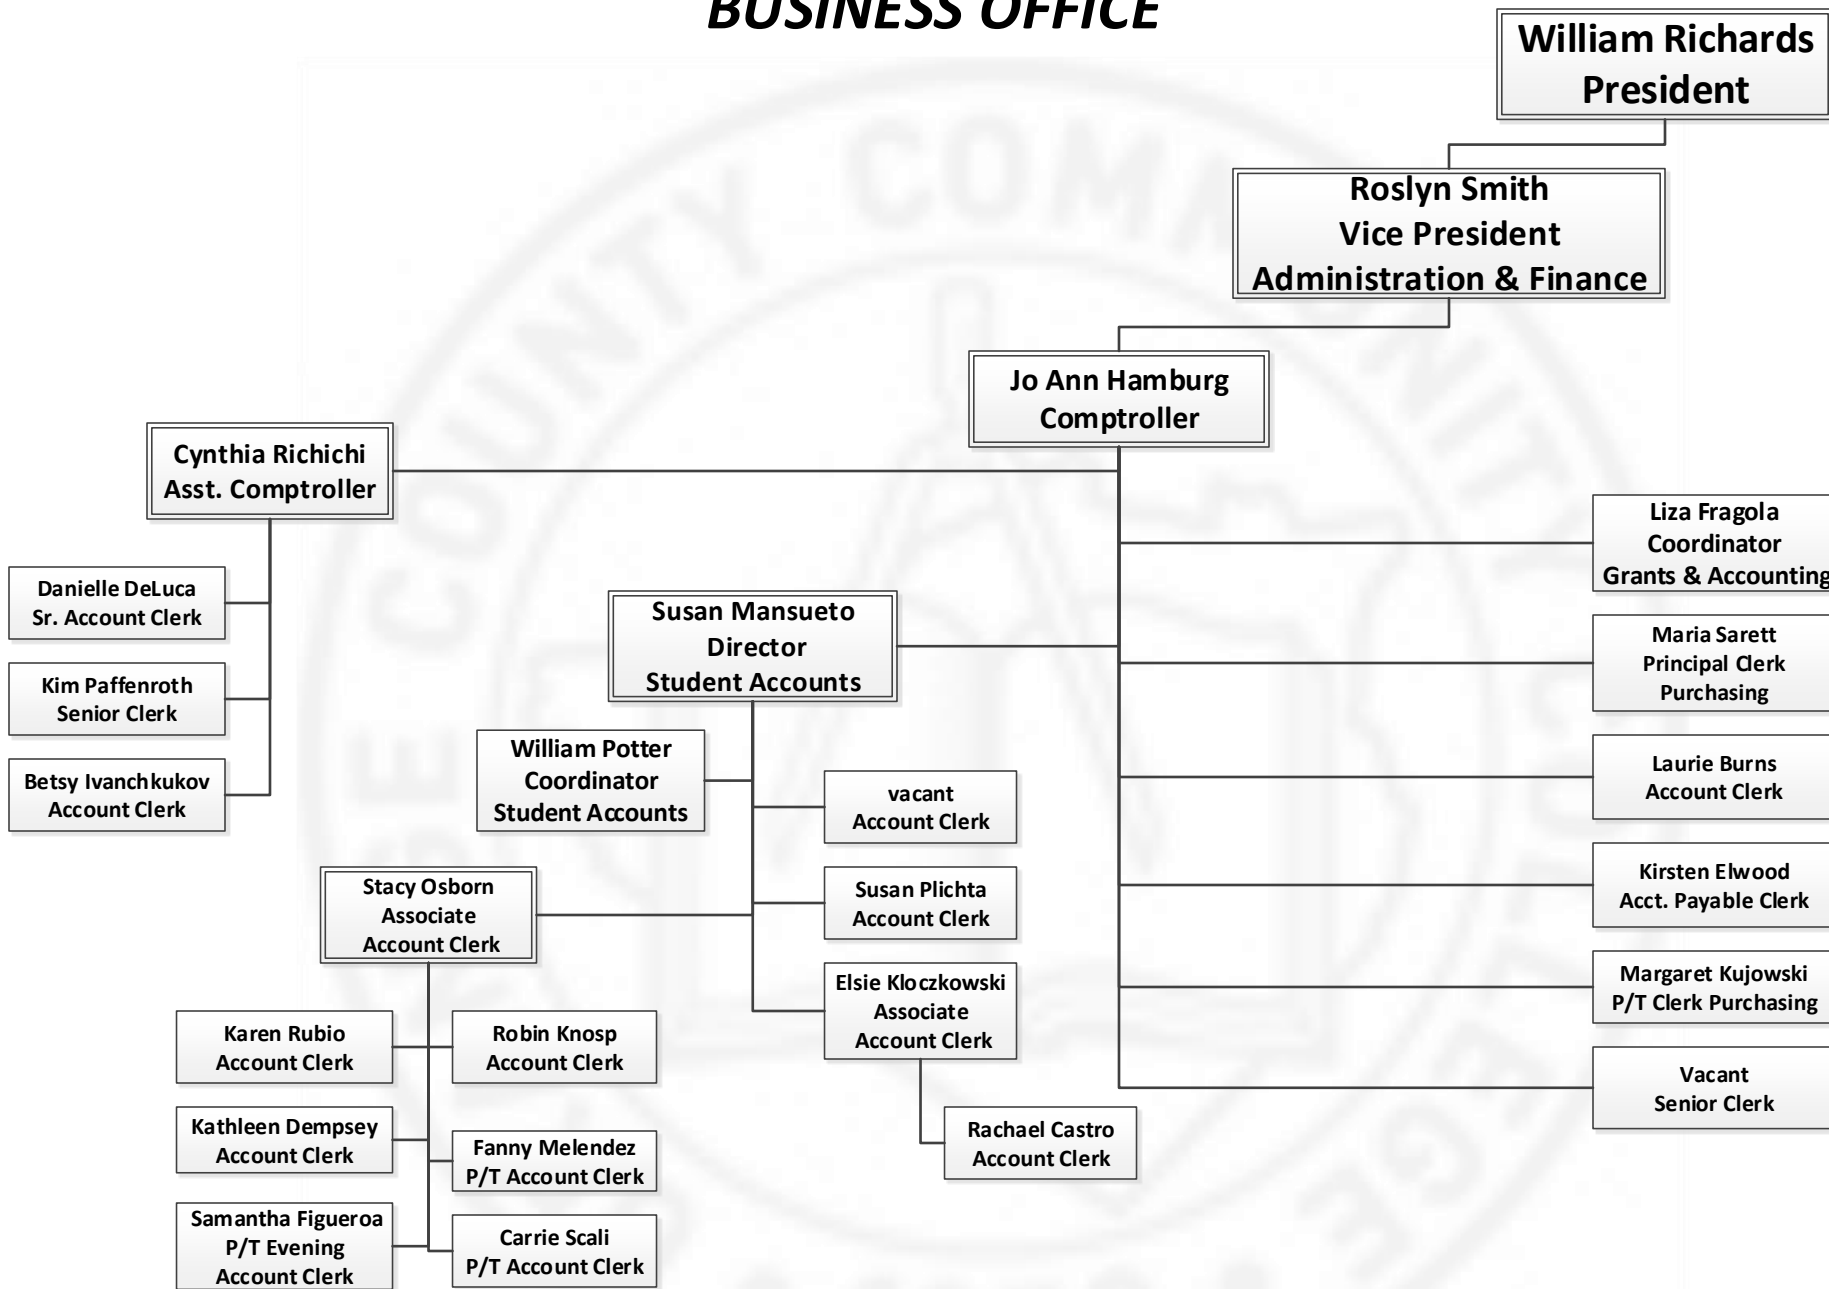 BUSINESS OFFICE
William Richards
President
Roslyn Smith
Vice President
Administration & Finance
Jo Ann Hamburg
Comptroller
Cynthia Richichi
Asst. Comptroller
Danielle DeLuca
Sr. Account Clerk
Kim Paffenroth
Senior Clerk
Betsy Ivanchkukov
Account Clerk
Susan Mansueto
Director
Student Accounts
William Potter
Coordinator
Student Accounts
vacant
Account Clerk
Susan Plichta
Account Clerk
Elsie Kloczkowski
Associate
Account Clerk
Rachael Castro
Account Clerk
Stacy Osborn
Associate
Account Clerk
Karen Rubio
Account Clerk
Robin Knosp
Account Clerk
Kathleen Dempsey
Account Clerk
Fanny Melendez
P/T Account Clerk
Samantha Figueroa
P/T Evening
Account Clerk
Carrie Scali
P/T Account Clerk
Liza Fragola
Coordinator
Grants & Accounting
Maria Sarett
Principal Clerk
Purchasing
Laurie Burns
Account Clerk
Kirsten Elwood
Acct. Payable Clerk
Margaret Kujowski
P/T Clerk Purchasing
Vacant
Senior Clerk
COUNTY COMMUNITY COLLEGE